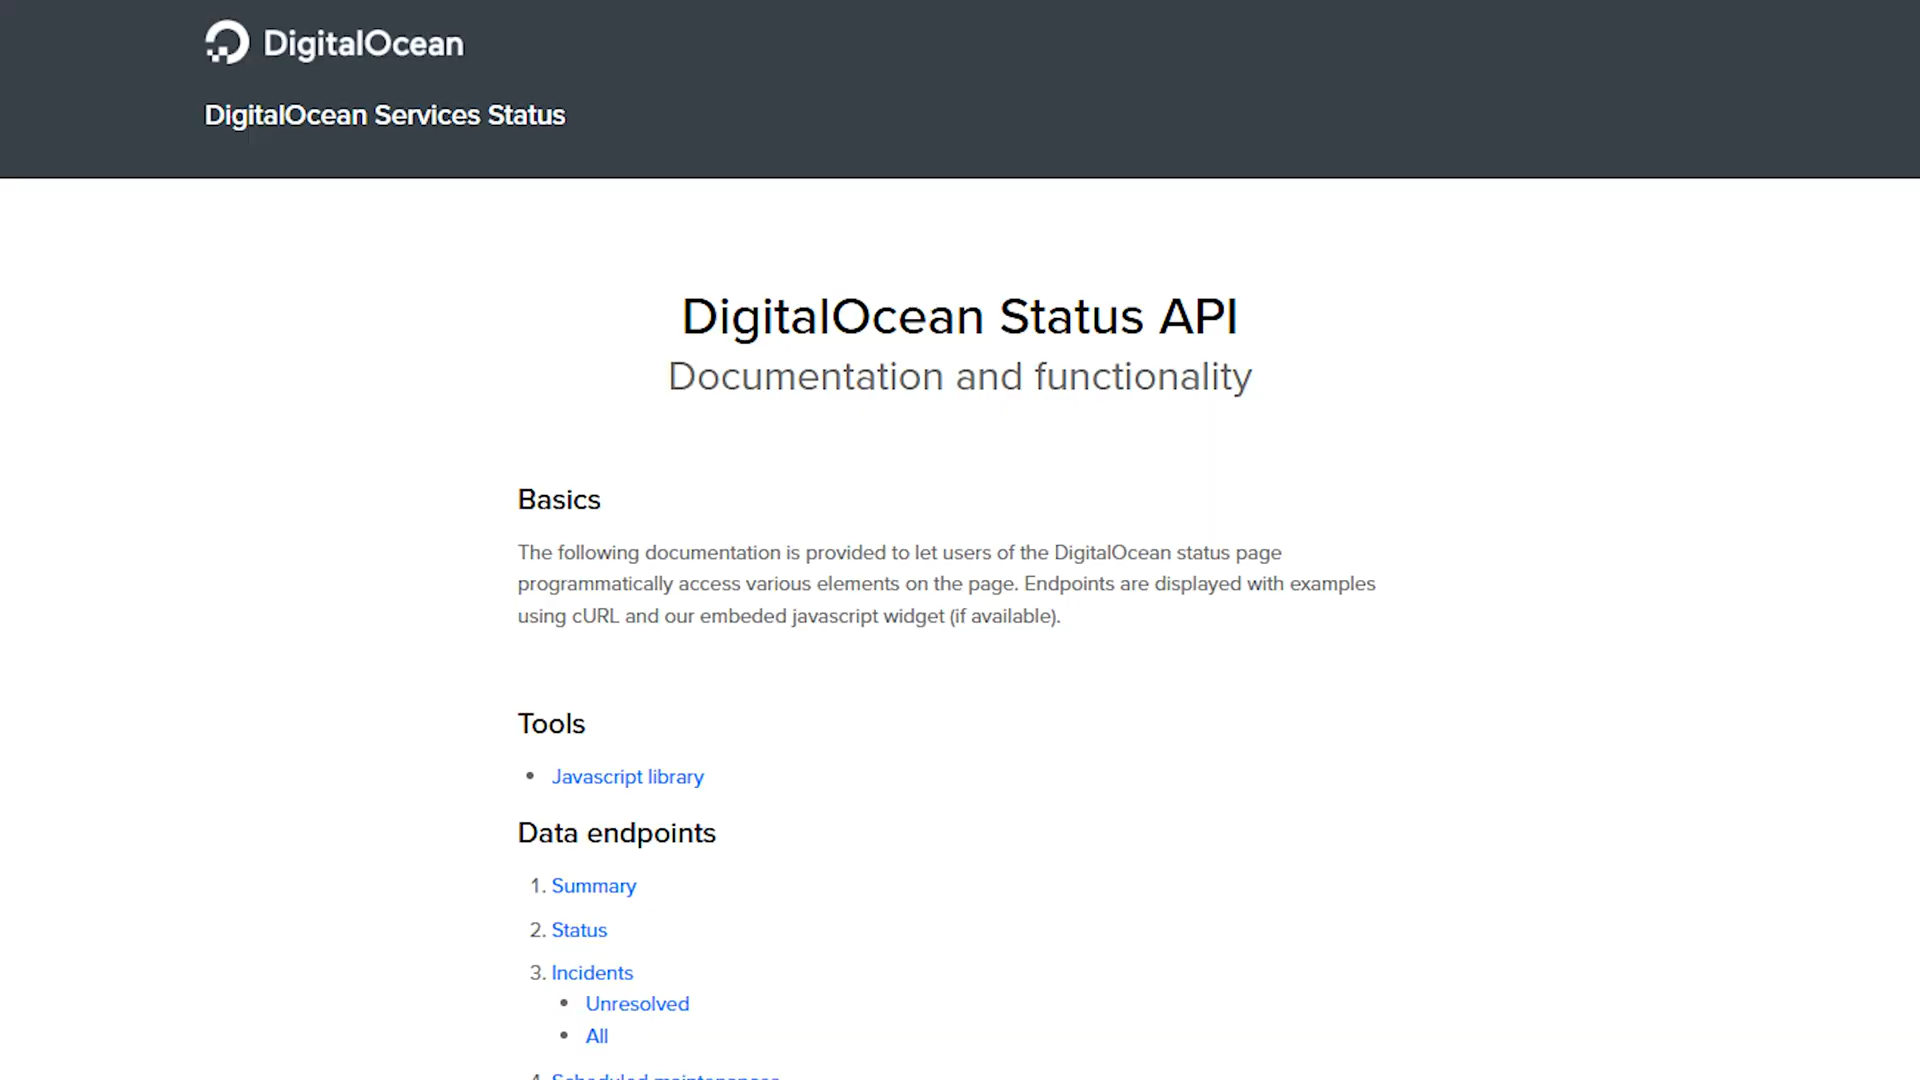 DigitalOcean
DigitalOcean Services Status
DigitalOcean Status API
Documentation and functionality
Basics
The following documentation is provided to let users of the DigitalOcean status page
programmatically access various elements on the page. Endpoints are displayed with examples
using cURL and our embeded javascript widget (if available).
Tools
• Javascript library
Data endpoints
1. Summary
2. Status
3. Incidents
• Unresolved
• All
4. Scheduled maintenances